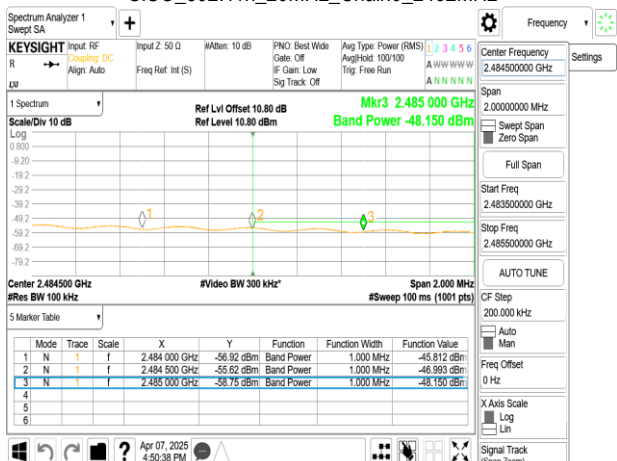 Spectrum Analyzer 1
Swept SA
Frequency
Settings
KEYSIGHT
R
LXI
Input: RF
Coupling: DC
Align: Auto
Input Z: 50 Ω
Freq Ref: Int (S)
#Atten: 10 dB
PNO: Best Wide
Gate: Off
IF Gain: Low
Sig Track: Off
Avg Type: Power (RMS)
Avg|Hold: 100/100
Trig: Free Run
1 2 3 4 5 6
A W W W W W
A N N N N N
1 Spectrum
Scale/Div 10 dB
Ref Lvl Offset 10.80 dB
Ref Level 10.80 dBm
Mkr3 2.485 000 GHz
Band Power -48.150 dBm
Log
0.800
-9.20
-19.2
-29.2
-39.2
-49.2
-59.2
-69.2
-79.2
1
2
3
Center 2.484500 GHz
#Video BW 300 kHz*
Span 2.000 MHz
#Res BW 100 kHz
#Sweep 100 ms (1001 pts)
5 Marker Table
Mode Trace Scale X Y Function Function Width Function Value
1 N 1 f 2.484 000 GHz -56.92 dBm Band Power 1.000 MHz -45.812 dBm
2 N 1 f 2.484 500 GHz -55.62 dBm Band Power 1.000 MHz -46.993 dBm
3 N 1 f 2.485 000 GHz -58.75 dBm Band Power 1.000 MHz -48.150 dBm
4
5
6
Apr 07, 2025
4:50:38 PM
Center Frequency
2.484500000 GHz
Span
2.00000000 MHz
Swept Span
Zero Span
Full Span
Start Freq
2.483500000 GHz
Stop Freq
2.485500000 GHz
AUTO TUNE
CF Step
200.000 kHz
Auto
Man
Freq Offset
0 Hz
X Axis Scale
Log
Lin
Signal Track